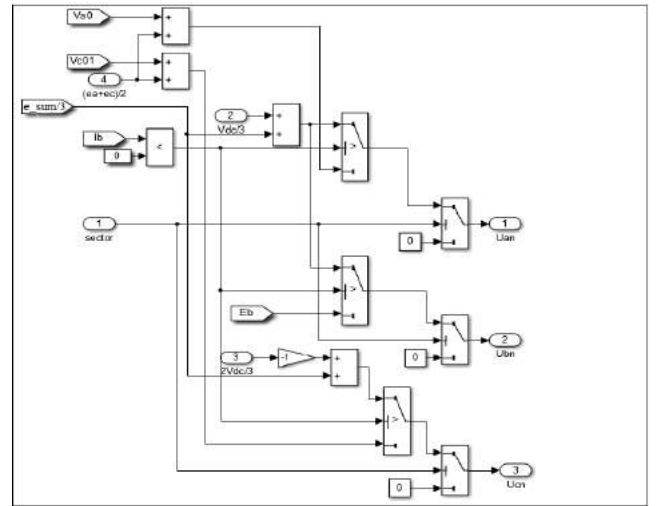 Va0
+
+
Vc01
+
+
4
(ea+ec)/2
e_sum/3
2
Vdc/3
+
+
Ib
0
<
>
1
sector
0
1
Uan
>
Eb
0
2
Ubn
3
2Vdc/3
-1
+
+
>
0
3
Ucn